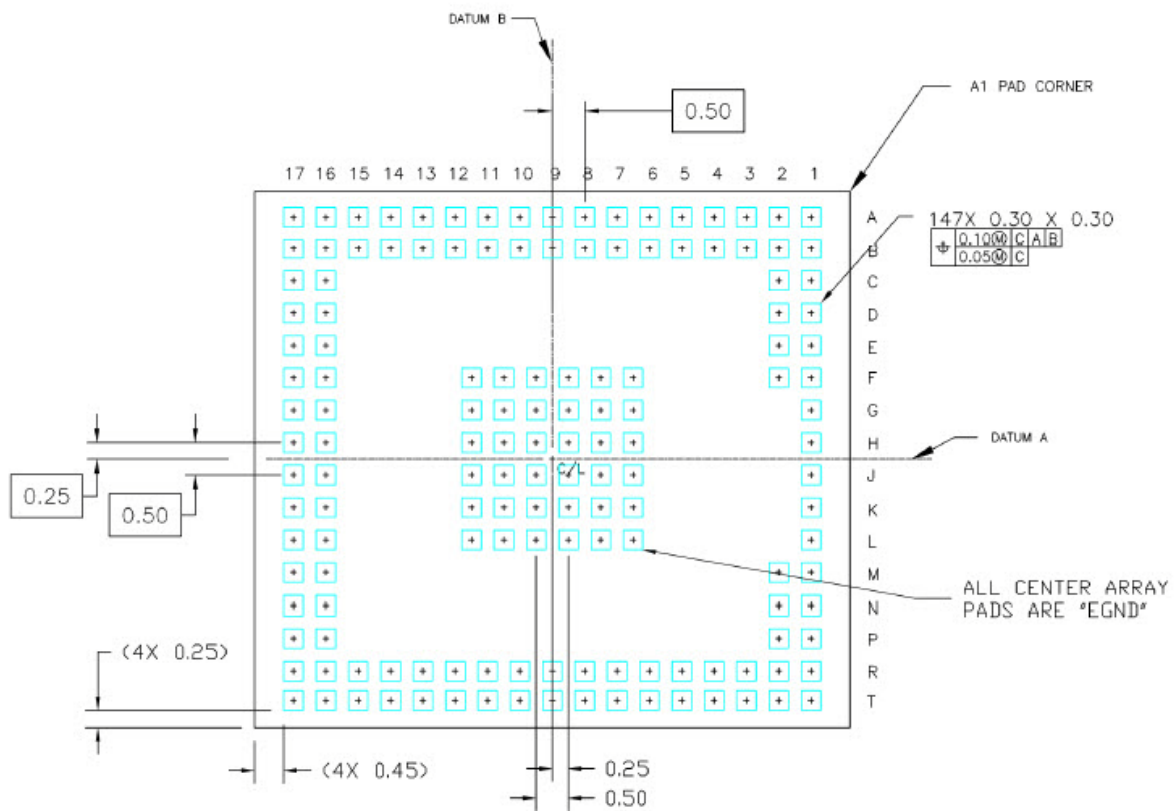 DATUM B
A1 PAD CORNER
0.50
17 16 15 14 13 12 11 10 9 8 7 6 5 4 3 2 1
A
147X 0.30 X 0.30
B
⌖ 0.10Ⓜ C A B
0.05Ⓜ C
C
D
E
F
G
H
DATUM A
C/L
J
0.25
0.50
K
L
M
ALL CENTER ARRAY
PADS ARE "EGND"
N
P
(4X 0.25)
R
T
(4X 0.45)
0.25
0.50